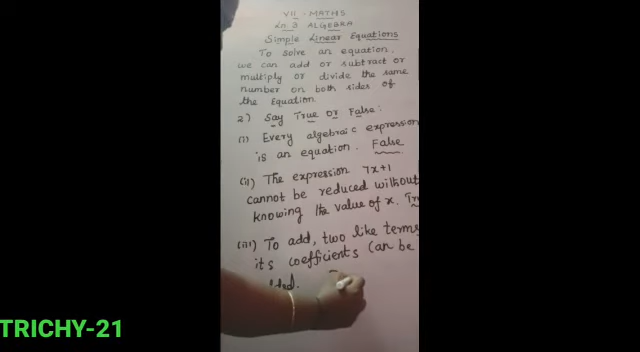 VII - MATHS
Ln 3 ALGEBRA
Simple Linear Equations
To solve an equation,
we can add or subtract or
multiply or divide the same
number on both sides of
the Equation
2) Say True or False:
(i) Every algebraic expression
is an equation. False
(ii) The expression 7x+1
cannot be reduced without
knowing the value of x. Tr
(iii) To add, two like terms
its coefficients can be
TRICHY-21